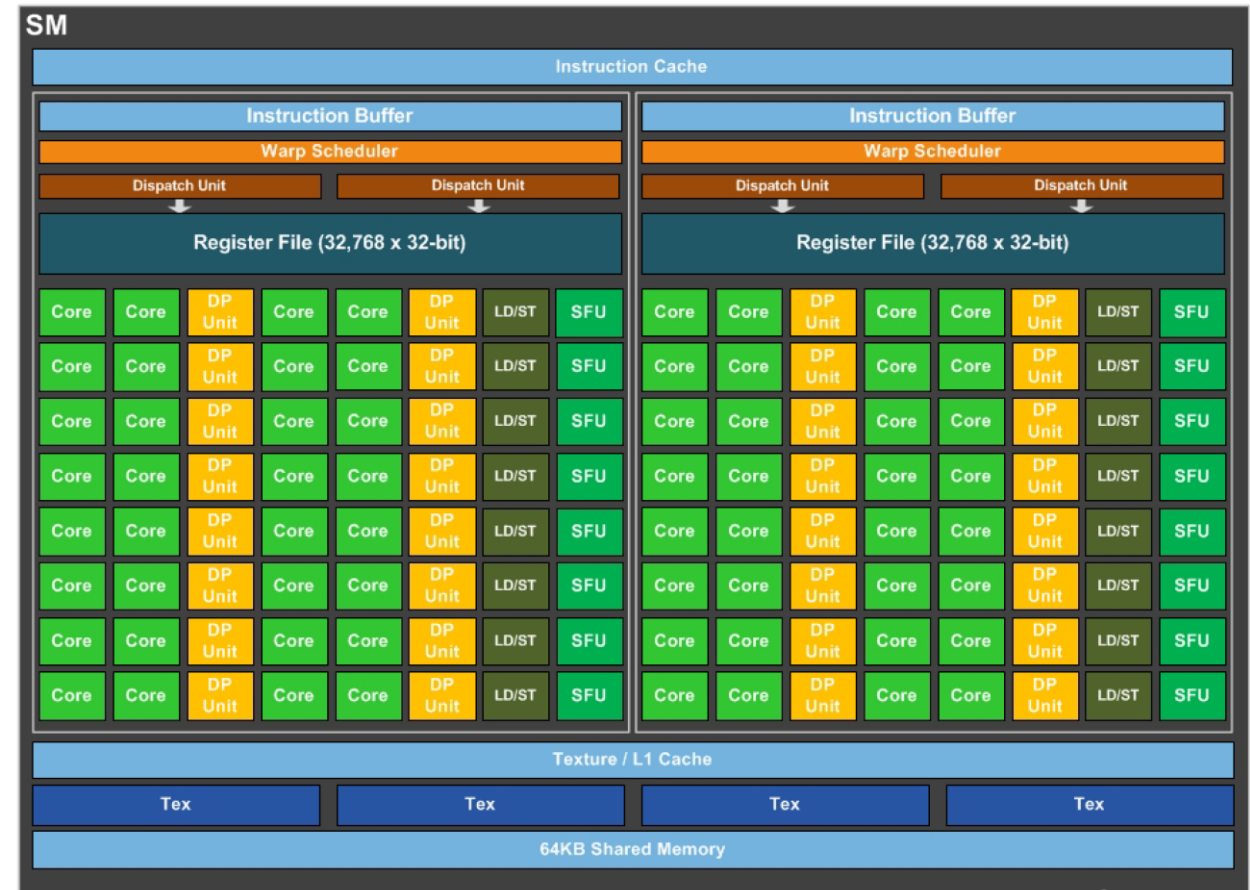 SM
Instruction Cache
Instruction Buffer Instruction Buffer
Warp Scheduler Warp Scheduler
Dispatch Unit Dispatch Unit Dispatch Unit Dispatch Unit
Register File (32,768 x 32-bit) Register File (32,768 x 32-bit)
Core Core DP Unit Core Core DP Unit LD/ST SFU Core Core DP Unit Core Core DP Unit LD/ST SFU
Core Core DP Unit Core Core DP Unit LD/ST SFU Core Core DP Unit Core Core DP Unit LD/ST SFU
Core Core DP Unit Core Core DP Unit LD/ST SFU Core Core DP Unit Core Core DP Unit LD/ST SFU
Core Core DP Unit Core Core DP Unit LD/ST SFU Core Core DP Unit Core Core DP Unit LD/ST SFU
Core Core DP Unit Core Core DP Unit LD/ST SFU Core Core DP Unit Core Core DP Unit LD/ST SFU
Core Core DP Unit Core Core DP Unit LD/ST SFU Core Core DP Unit Core Core DP Unit LD/ST SFU
Core Core DP Unit Core Core DP Unit LD/ST SFU Core Core DP Unit Core Core DP Unit LD/ST SFU
Core Core DP Unit Core Core DP Unit LD/ST SFU Core Core DP Unit Core Core DP Unit LD/ST SFU
Texture / L1 Cache
Tex Tex Tex Tex
64KB Shared Memory